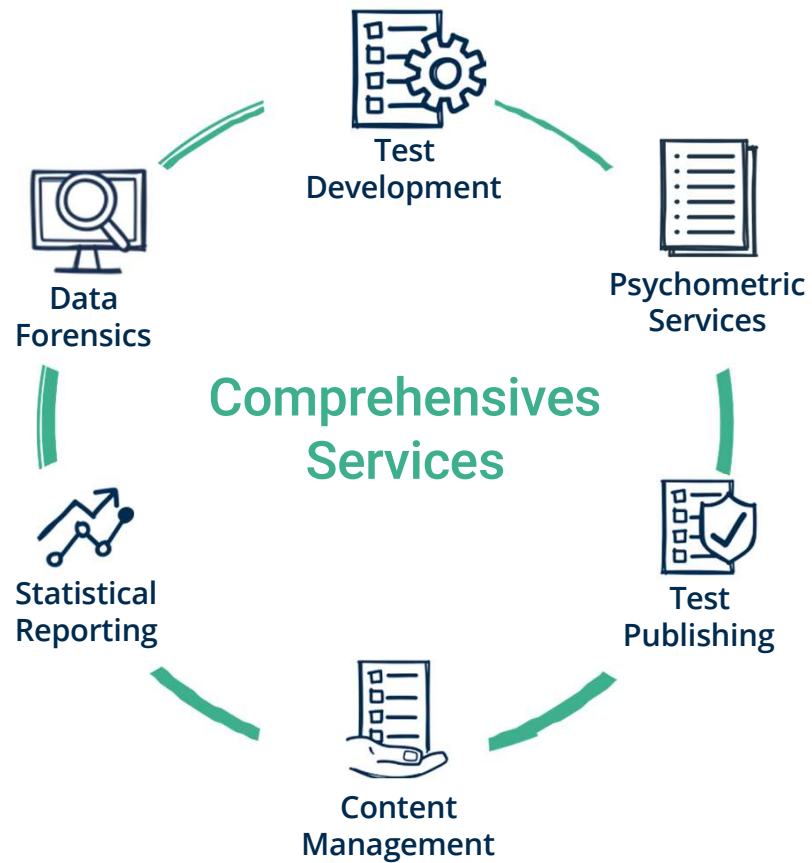 Test
Development
Psychometric
Services
Data
Forensics
Comprehensives
Services
Statistical
Reporting
Test
Publishing
Content
Management